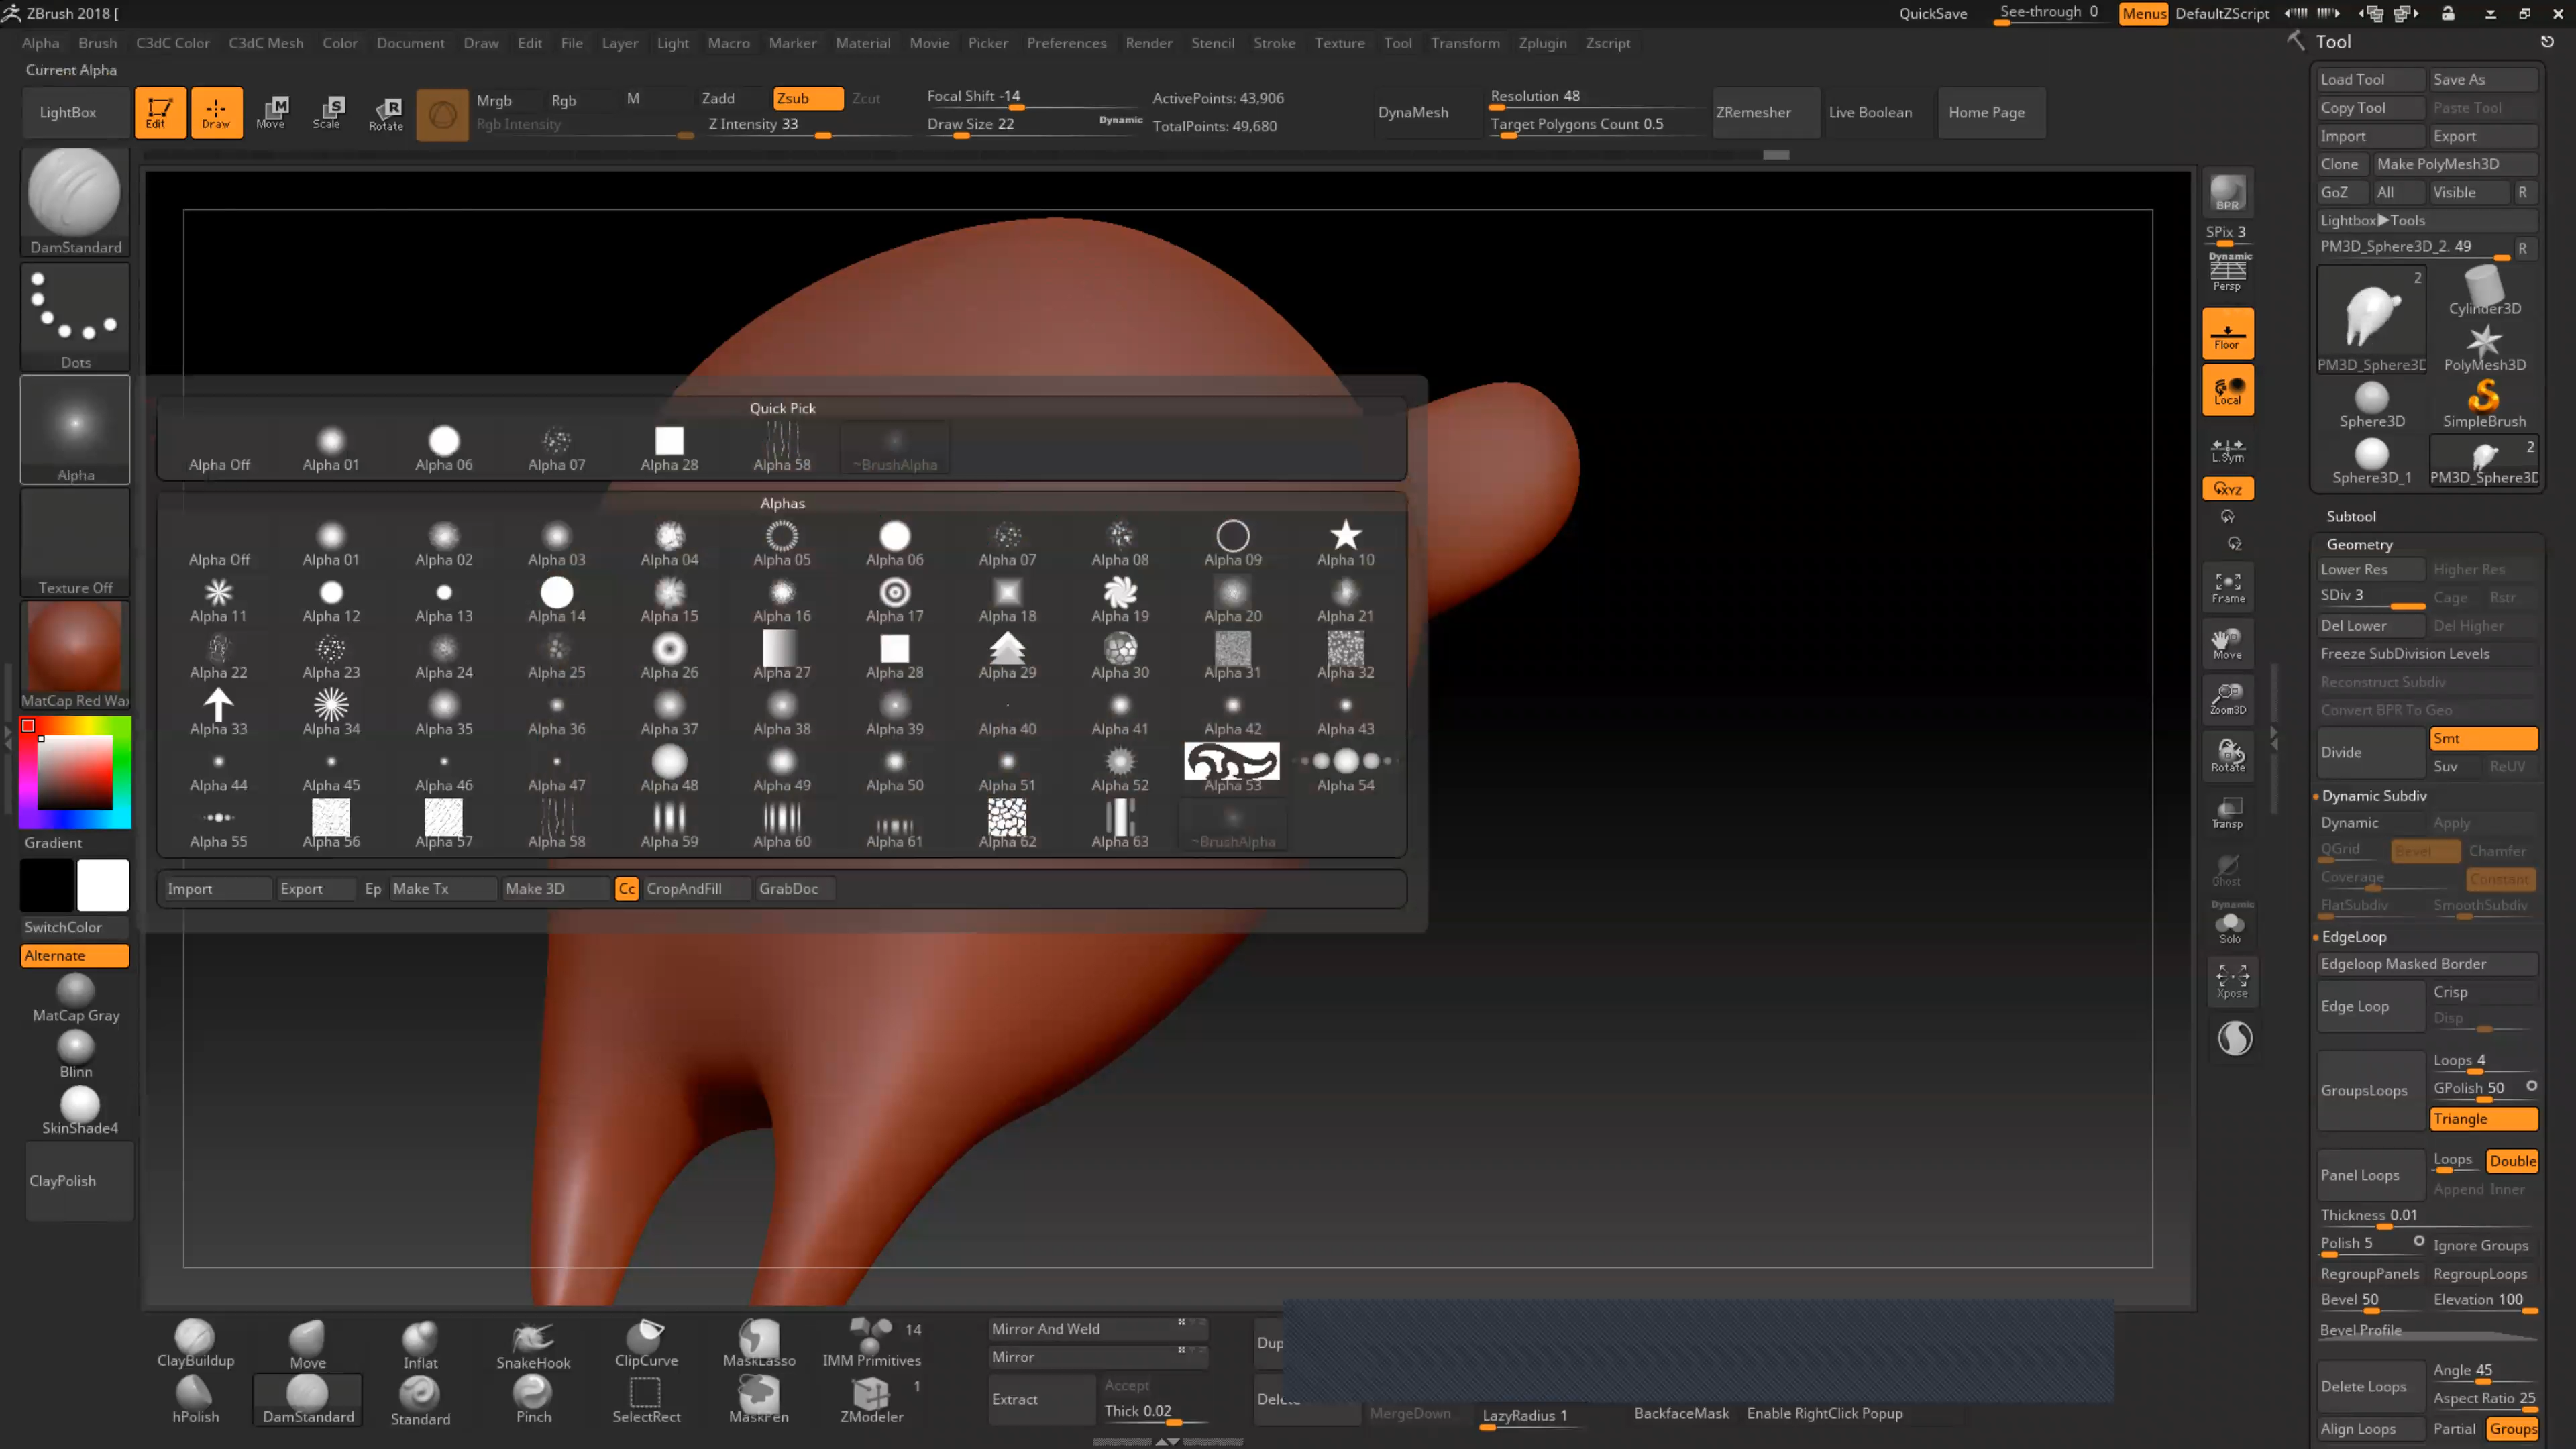 ZBrush 2018 [
QuickSave See-through 0 Menus DefaultZScript
Alpha Brush C3dC Color C3dC Mesh Color Document Draw Edit File Layer Light Macro Marker Material Movie Picker Preferences Render Stencil Stroke Texture Tool Transform Zplugin Zscript
Current Alpha
LightBox
Edit
Draw
M
Move
S
Scale
R
Rotate
Mrgb Rgb M
Rgb Intensity
Zadd Zsub Zcut
Z Intensity 33
Focal Shift -14
Draw Size 22 Dynamic
ActivePoints: 43,906
TotalPoints: 49,680
DynaMesh
Resolution 48
Target Polygons Count 0.5
ZRemesher
Live Boolean
Home Page
DamStandard
Dots
Alpha
Texture Off
MatCap Red Wax
Gradient
SwitchColor
Alternate
MatCap Gray
Blinn
SkinShade4
ClayPolish
Quick Pick
Alpha Off Alpha 01 Alpha 06 Alpha 07 Alpha 28 Alpha 58 ~BrushAlpha
Alphas
Alpha Off Alpha 01 Alpha 02 Alpha 03 Alpha 04 Alpha 05 Alpha 06 Alpha 07 Alpha 08 Alpha 09 Alpha 10
Alpha 11 Alpha 12 Alpha 13 Alpha 14 Alpha 15 Alpha 16 Alpha 17 Alpha 18 Alpha 19 Alpha 20 Alpha 21
Alpha 22 Alpha 23 Alpha 24 Alpha 25 Alpha 26 Alpha 27 Alpha 28 Alpha 29 Alpha 30 Alpha 31 Alpha 32
Alpha 33 Alpha 34 Alpha 35 Alpha 36 Alpha 37 Alpha 38 Alpha 39 Alpha 40 Alpha 41 Alpha 42 Alpha 43
Alpha 44 Alpha 45 Alpha 46 Alpha 47 Alpha 48 Alpha 49 Alpha 50 Alpha 51 Alpha 52 Alpha 53 Alpha 54
Alpha 55 Alpha 56 Alpha 57 Alpha 58 Alpha 59 Alpha 60 Alpha 61 Alpha 62 Alpha 63 ~BrushAlpha
Import Export Ep Make Tx Make 3D Cc CropAndFill GrabDoc
BPR
SPix 3
Dynamic
Persp
Floor
Local
L.Sym
XYZ
Y
Z
Frame
Move
Zoom3D
Rotate
Transp
Ghost
Dynamic
Solo
Xpose
Tool
Load Tool Save As
Copy Tool Paste Tool
Import Export
Clone Make PolyMesh3D
GoZ All Visible R
Lightbox▶Tools
PM3D_Sphere3D_2. 49 R
2
Cylinder3D
PM3D_Sphere3D PolyMesh3D
Sphere3D SimpleBrush
2
Sphere3D_1 PM3D_Sphere3D
Subtool
Geometry
Lower Res Higher Res
SDiv 3 Cage Rstr
Del Lower Del Higher
Freeze SubDivision Levels
Reconstruct Subdiv
Convert BPR To Geo
Divide Smt
Suv ReUV
Dynamic Subdiv
Dynamic Apply
QGrid Bevel Chamfer
Coverage Constant
FlatSubdiv SmoothSubdiv
EdgeLoop
Edgeloop Masked Border
Edge Loop Crisp
Disp
Loops 4
GroupsLoops GPolish 50
Triangle
Panel Loops Loops Double
Append Inner
Thickness 0.01
Polish 5 Ignore Groups
RegroupPanels RegroupLoops
Bevel 50 Elevation 100
Bevel Profile
Delete Loops Angle 45
Aspect Ratio 25
Align Loops Partial Groups
ClayBuildup Move Inflat SnakeHook ClipCurve MaskLasso IMM Primitives 14
hPolish DamStandard Standard Pinch SelectRect MaskPen ZModeler 1
Mirror And Weld
Mirror
Extract Accept
Thick 0.02
Dup
Dele
MergeDown LazyRadius 1 BackfaceMask Enable RightClick Popup